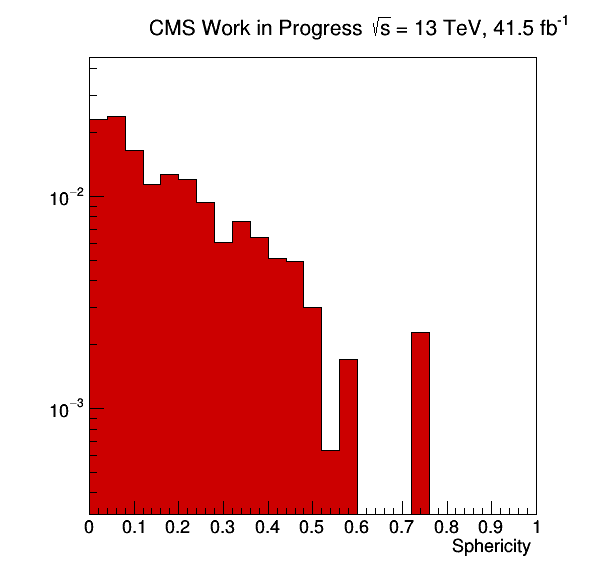 CMS Work in Progress √s = 13 TeV, 41.5 fb⁻¹
10⁻²
10⁻³
0 0.1 0.2 0.3 0.4 0.5 0.6 0.7 0.8 0.9 1
Sphericity